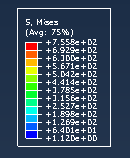 S, Mises
(Avg: 75%)
+7.558e+02
+6.929e+02
+6.300e+02
+5.671e+02
+5.042e+02
+4.414e+02
+3.785e+02
+3.156e+02
+2.527e+02
+1.898e+02
+1.269e+02
+6.401e+01
+1.120e+00